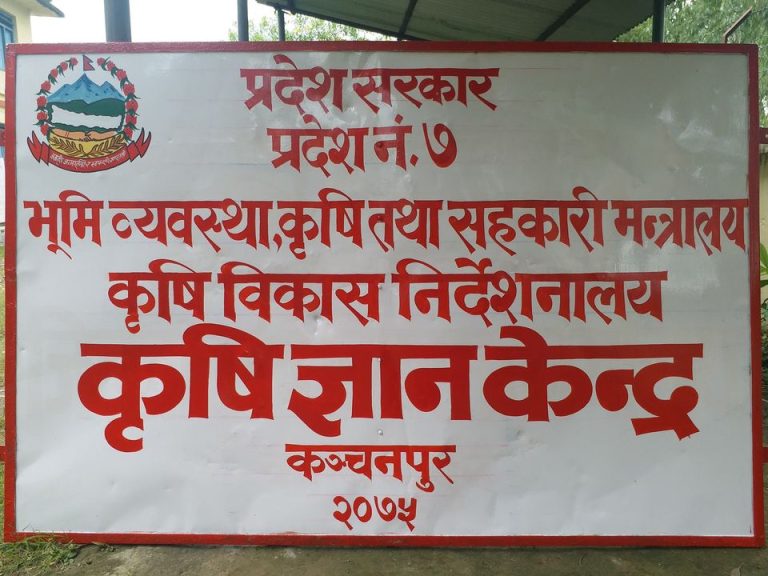 प्रदेश सरकार
प्रदेश नं. ७
भूमि व्यवस्था, कृषि तथा सहकारी मन्त्रालय
कृषि विकास निर्देशनालय
कृषि ज्ञान केन्द्र
कञ्चनपुर
२०७५